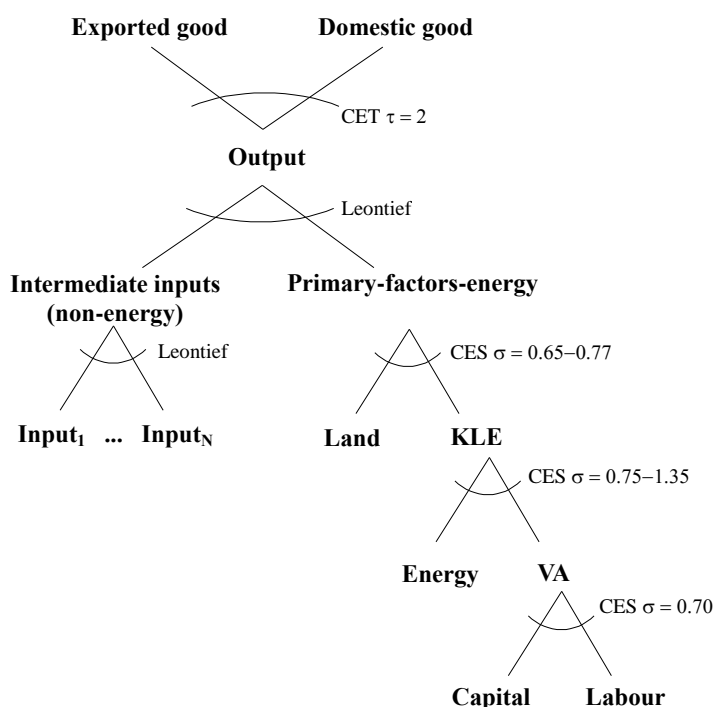 Exported good Domestic good
CET τ = 2
Output
Leontief
Intermediate inputs
(non-energy)
Primary-factors-energy
Leontief
CES σ = 0.65−0.77
Input1 ... InputN
Land
KLE
CES σ = 0.75−1.35
Energy
VA
CES σ = 0.70
Capital
Labour